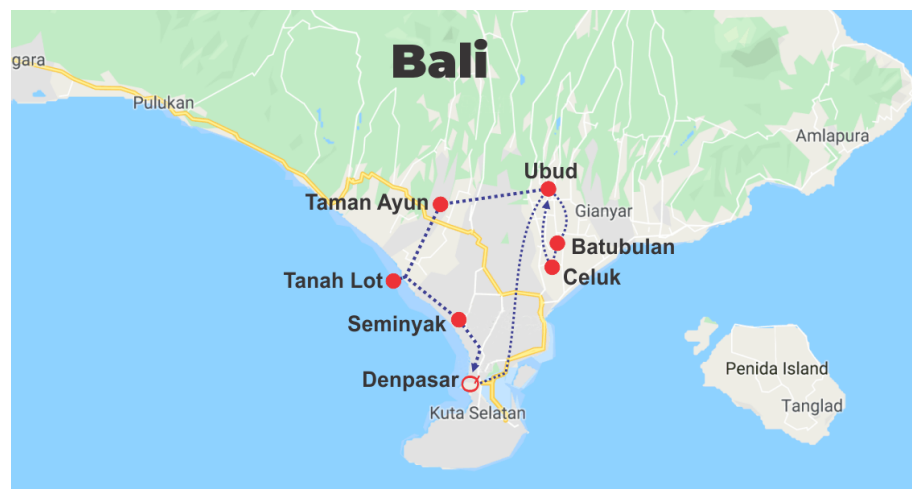 Bali
gara
Pulukan
Amlapura
Ubud
Taman Ayun
Gianyar
Batubulan
Celuk
Tanah Lot
Seminyak
Denpasar
Penida Island
Kuta Selatan
Tanglad